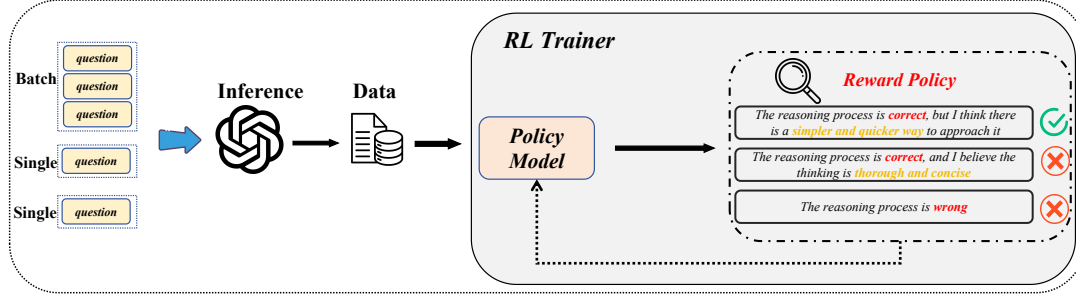 RL Trainer
Batch
question
question
question
Single
question
Single
question
Inference
Data
Policy
Model
Reward Policy
The reasoning process is correct, but I think there
is a simpler and quicker way to approach it
The reasoning process is correct, and I believe the
thinking is thorough and concise
The reasoning process is wrong